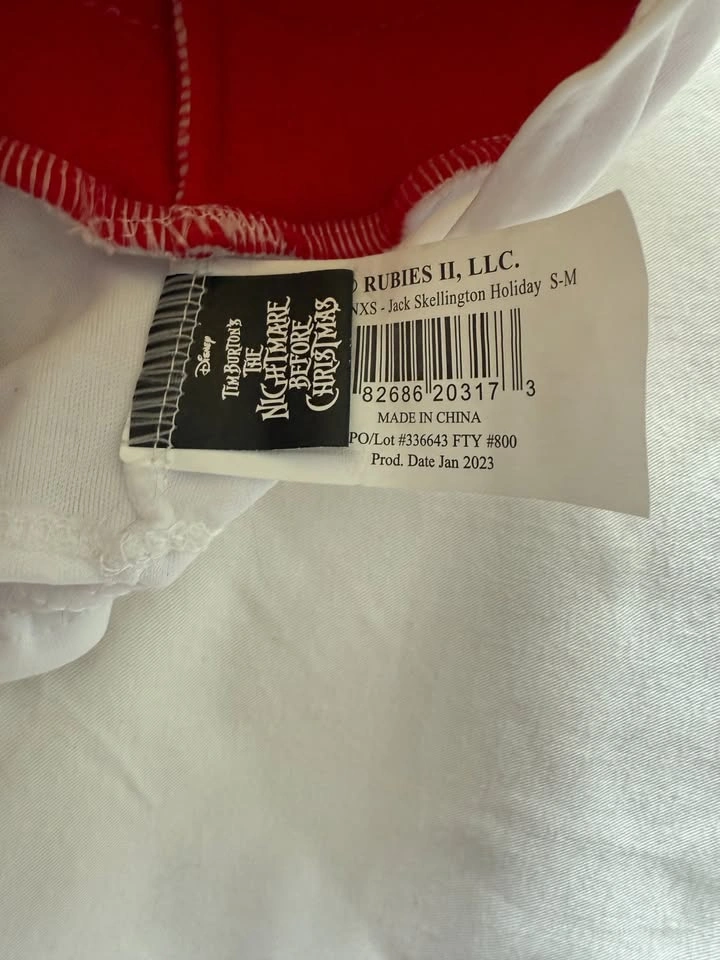 Disney
TIM BURTON'S
THE
NIGHTMARE
BEFORE
CHRISTMAS
RUBIES II, LLC.
NXS - Jack Skellington Holiday S-M
82686 20317 3
MADE IN CHINA
PO/Lot #336643 FTY #800
Prod. Date Jan 2023